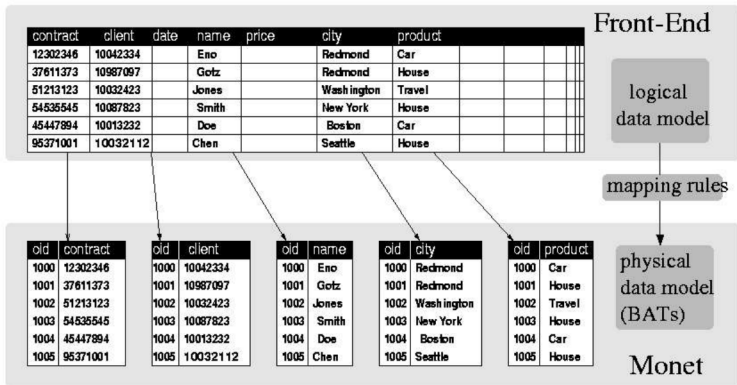 Front-End
contract client date name price city product
12302346 10042334 Eno Redmond Car
37611373 10987097 Gotz Redmond House
51213123 10032423 Jones Washington Travel
54535545 10087823 Smith New York House
45447894 10013232 Doe Boston Car
95371001 10032112 Chen Seattle House
logical
data model
mapping rules
oid contract oid client oid name oid city oid product
1000 12302346 1000 10042334 1000 Eno 1000 Redmond 1000 Car
1001 37611373 1001 10987097 1001 Gotz 1001 Redmond 1001 House
1002 51213123 1002 10032423 1002 Jones 1002 Washington 1002 Travel
1003 54535545 1003 10087823 1003 Smith 1003 New York 1003 House
1004 45447894 1004 10013232 1004 Doe 1004 Boston 1004 Car
1005 95371001 1005 10032112 1005 Chen 1005 Seattle 1005 House
physical
data model
(BATs)
Monet